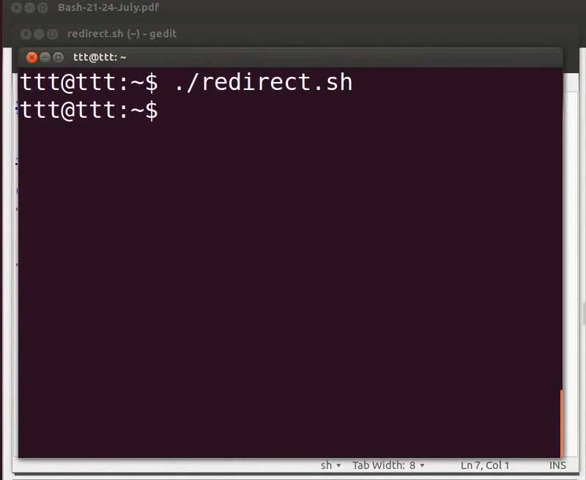 Bash-21-24-July.pdf
redirect.sh (~) - gedit
ttt@ttt: ~
ttt@ttt:~$ ./redirect.sh
ttt@ttt:~$
sh Tab Width: 8 Ln 7, Col 1 INS